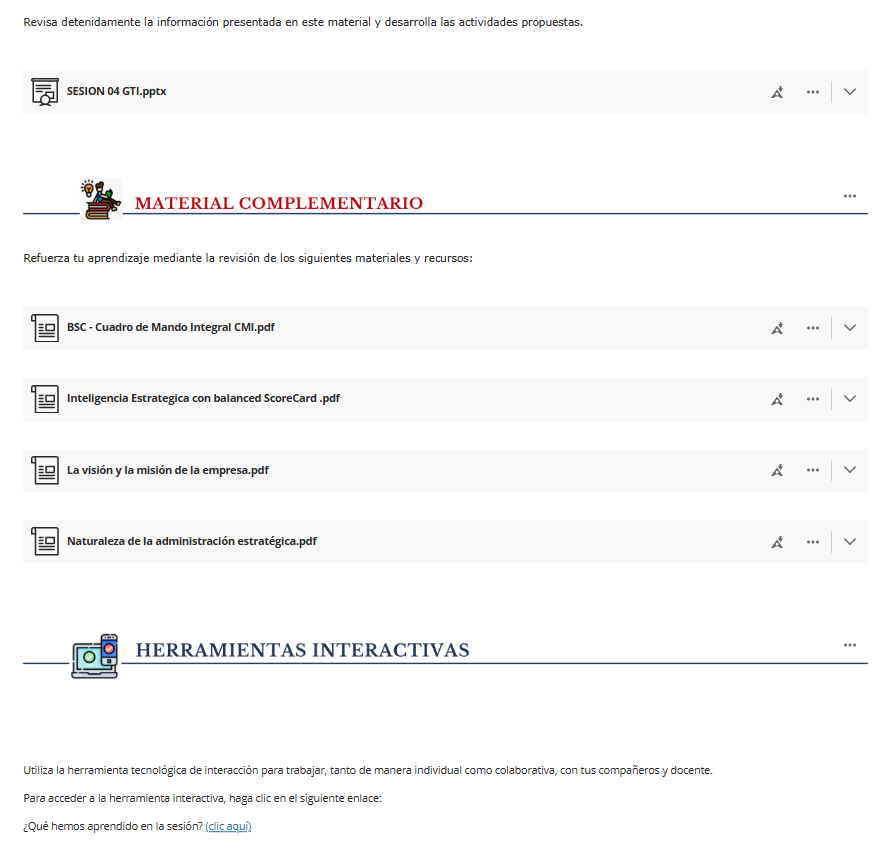 Revisa detenidamente la información presentada en este material y desarrolla las actividades propuestas.
SESION 04 GTI.pptx
MATERIAL COMPLEMENTARIO
Refuerza tu aprendizaje mediante la revisión de los siguientes materiales y recursos:
BSC - Cuadro de Mando Integral CMI.pdf
Inteligencia Estrategica con balanced ScoreCard .pdf
La visión y la misión de la empresa.pdf
Naturaleza de la administración estratégica.pdf
HERRAMIENTAS INTERACTIVAS
Utiliza la herramienta tecnológica de interacción para trabajar, tanto de manera individual como colaborativa, con tus compañeros y docente.
Para acceder a la herramienta interactiva, haga clic en el siguiente enlace:
¿Qué hemos aprendido en la sesión? (clic aquí)